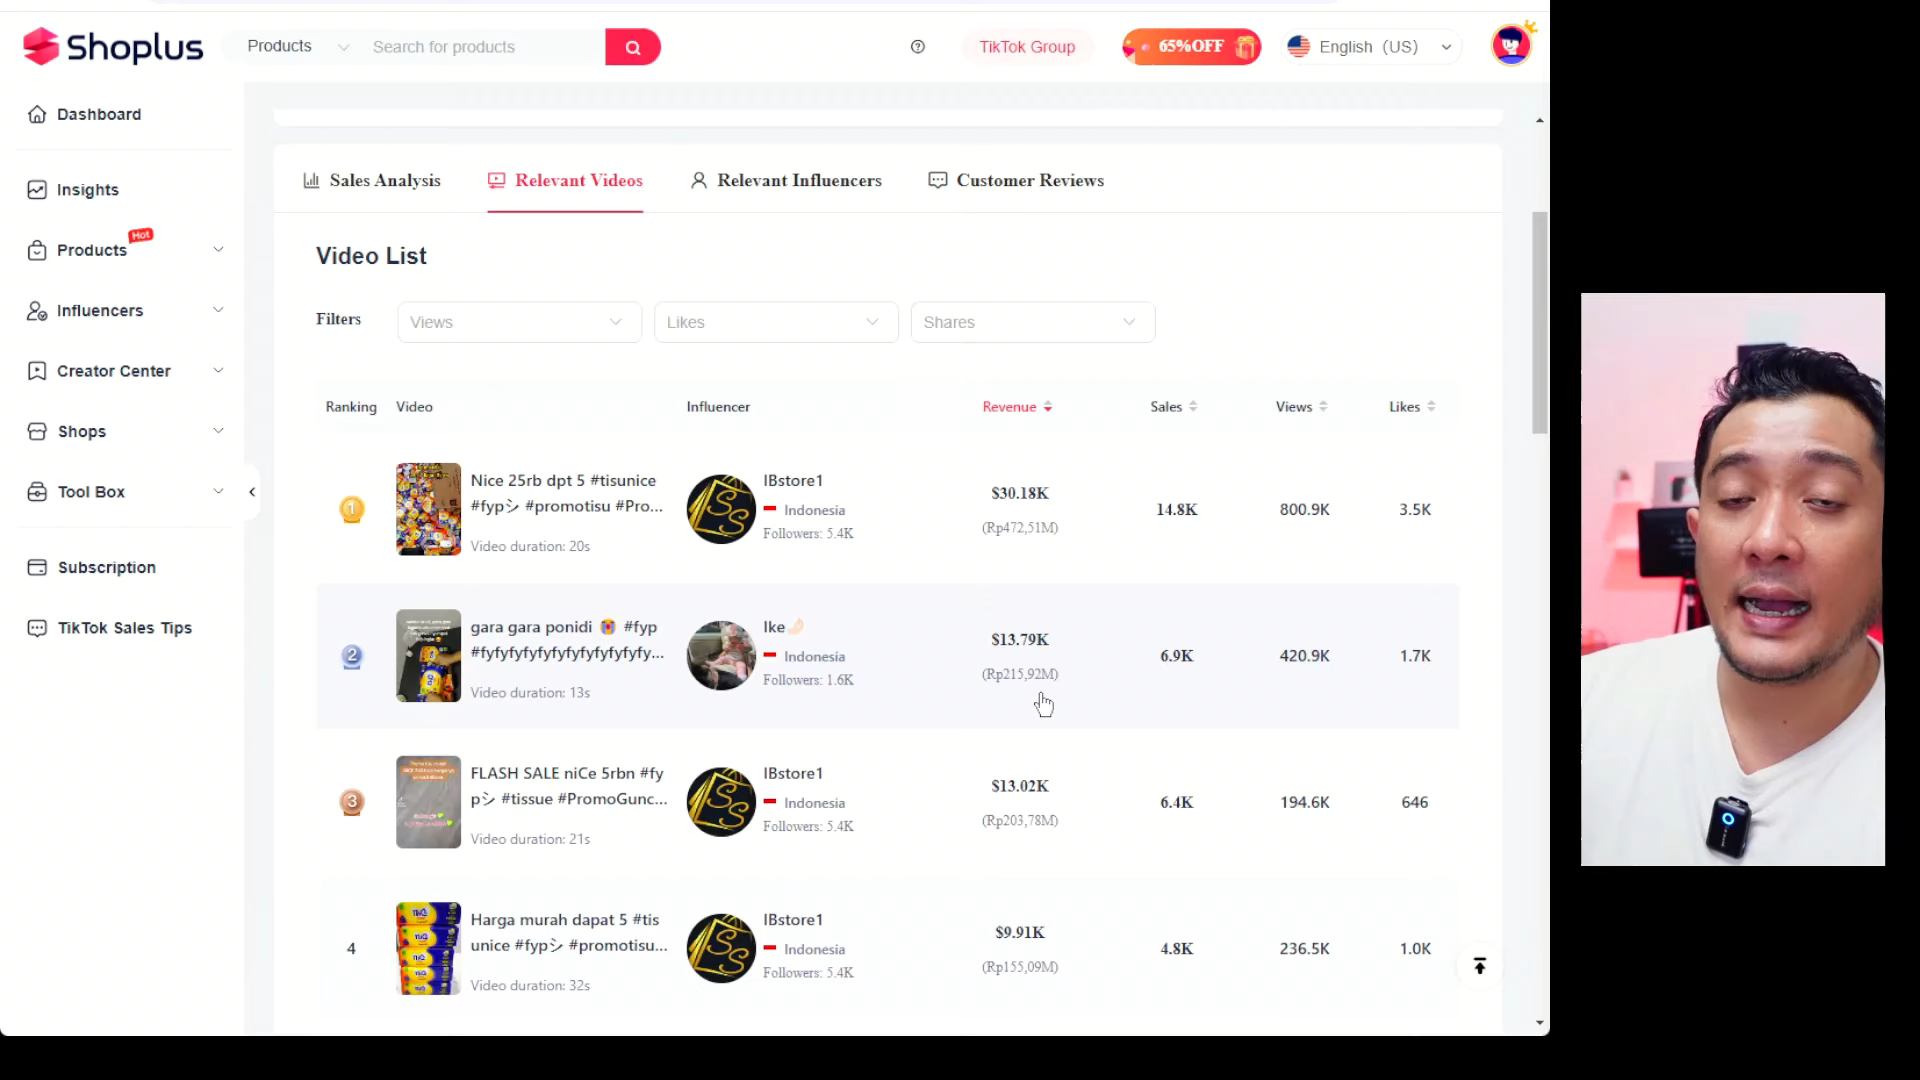 Shoplus
Products
Search for products
TikTok Group
65%OFF
English (US)
Dashboard
Insights
Products
Hot
Influencers
Creator Center
Shops
Tool Box
Subscription
TikTok Sales Tips
Sales Analysis
Relevant Videos
Relevant Influencers
Customer Reviews
Video List
Filters
Views
Likes
Shares
Ranking
Video
Influencer
Revenue
Sales
Views
Likes
1
Nice 25rb dpt 5 #tisunice
#fypシ #promotisu #Pro...
Video duration: 20s
IBstore1
Indonesia
Followers: 5.4K
$30.18K
(Rp472,51M)
14.8K
800.9K
3.5K
2
gara gara ponidi 😭 #fyp
#fyfyfyfyfyfyfyfyfyfyfy...
Video duration: 13s
Ike🤌🏻
Indonesia
Followers: 1.6K
$13.79K
(Rp215,92M)
6.9K
420.9K
1.7K
3
FLASH SALE niCe 5rbn #fy
pシ #tissue #PromoGunc...
Video duration: 21s
IBstore1
Indonesia
Followers: 5.4K
$13.02K
(Rp203,78M)
6.4K
194.6K
646
4
Harga murah dapat 5 #tis
unice #fypシ #promotisu...
Video duration: 32s
IBstore1
Indonesia
Followers: 5.4K
$9.91K
(Rp155,09M)
4.8K
236.5K
1.0K